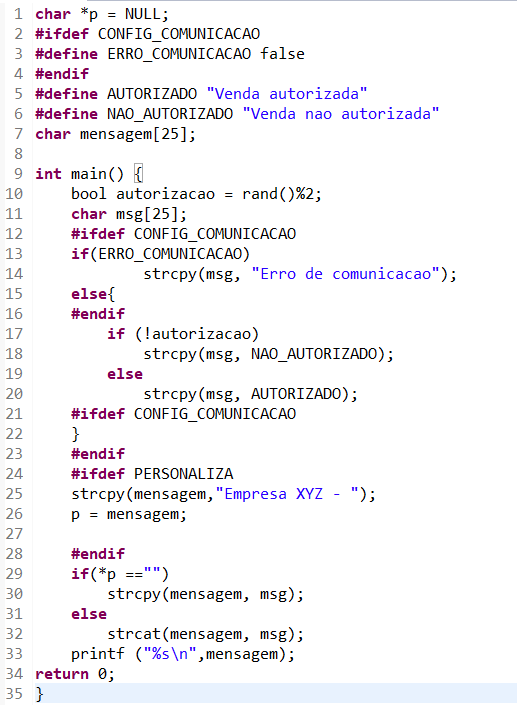 1 char *p = NULL;
2 #ifdef CONFIG_COMUNICACAO
3 #define ERRO_COMUNICACAO false
4 #endif
5 #define AUTORIZADO "Venda autorizada"
6 #define NAO_AUTORIZADO "Venda nao autorizada"
7 char mensagem[25];
8
9 int main() {
10     bool autorizacao = rand()%2;
11     char msg[25];
12     #ifdef CONFIG_COMUNICACAO
13     if(ERRO_COMUNICACAO)
14             strcpy(msg, "Erro de comunicacao");
15     else{
16     #endif
17         if (!autorizacao)
18             strcpy(msg, NAO_AUTORIZADO);
19         else
20             strcpy(msg, AUTORIZADO);
21     #ifdef CONFIG_COMUNICACAO
22     }
23     #endif
24     #ifdef PERSONALIZA
25     strcpy(mensagem,"Empresa XYZ - ");
26     p = mensagem;
27
28     #endif
29     if(*p =="")
30         strcpy(mensagem, msg);
31     else
32         strcat(mensagem, msg);
33     printf ("%s\n",mensagem);
34 return 0;
35 }